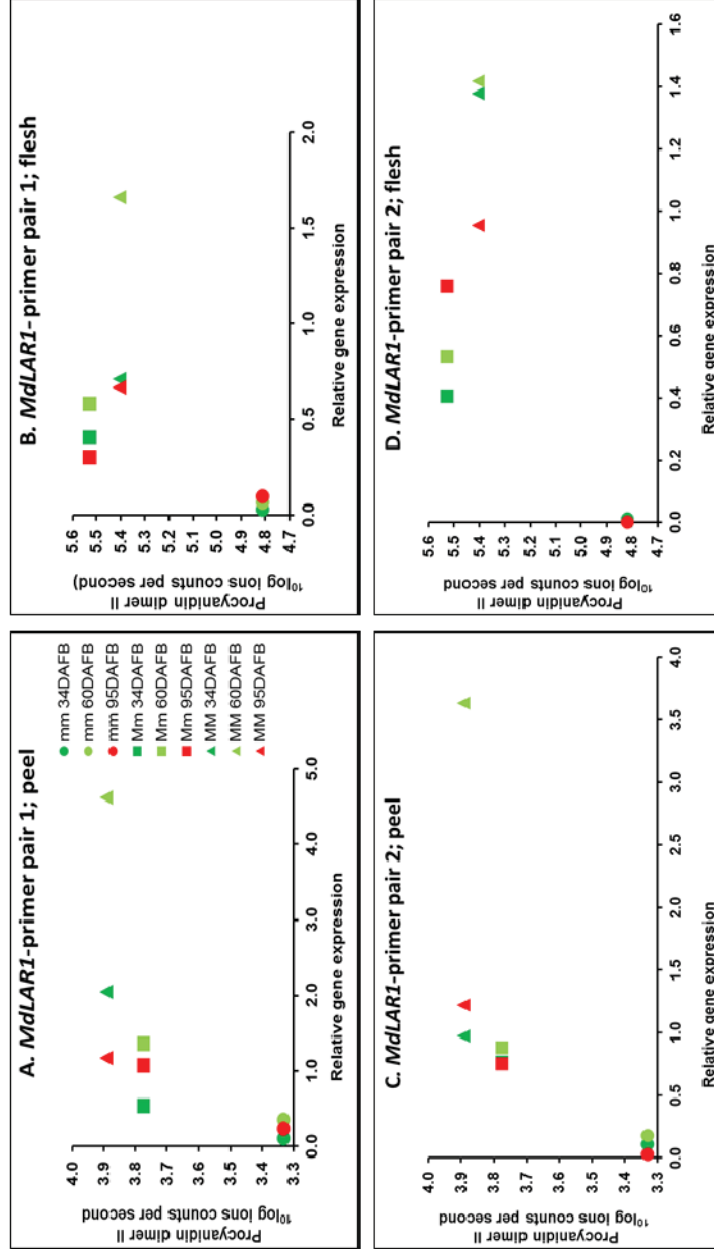 A. MdLAR1-primer pair 1; peel
Procyanidin dimer II
¹⁰log ions counts per second
4.0
3.9
3.8
3.7
3.6
3.5
3.4
3.3
0.0 1.0 2.0 3.0 4.0 5.0
Relative gene expression
mm 34DAFB
mm 60DAFB
mm 95DAFB
Mm 34DAFB
Mm 60DAFB
Mm 95DAFB
MM 34DAFB
MM 60DAFB
MM 95DAFB
B. MdLAR1-primer pair 1; flesh
Procyanidin dimer II
¹⁰log ions counts per second)
5.6
5.5
5.4
5.3
5.2
5.1
5.0
4.9
4.8
4.7
0.0 0.5 1.0 1.5 2.0
Relative gene expression
C. MdLAR1-primer pair 2; peel
Procyanidin dimer II
¹⁰log ions counts per second
4.0
3.9
3.8
3.7
3.6
3.5
3.4
3.3
0.0 0.5 1.0 1.5 2.0 2.5 3.0 3.5 4.0
Relative gene expression
D. MdLAR1-primer pair 2; flesh
Procyanidin dimer II
¹⁰log ions counts per second
5.6
5.5
5.4
5.3
5.2
5.1
5.0
4.9
4.8
4.7
0.0 0.2 0.4 0.6 0.8 1.0 1.2 1.4 1.6
Relative gene expression